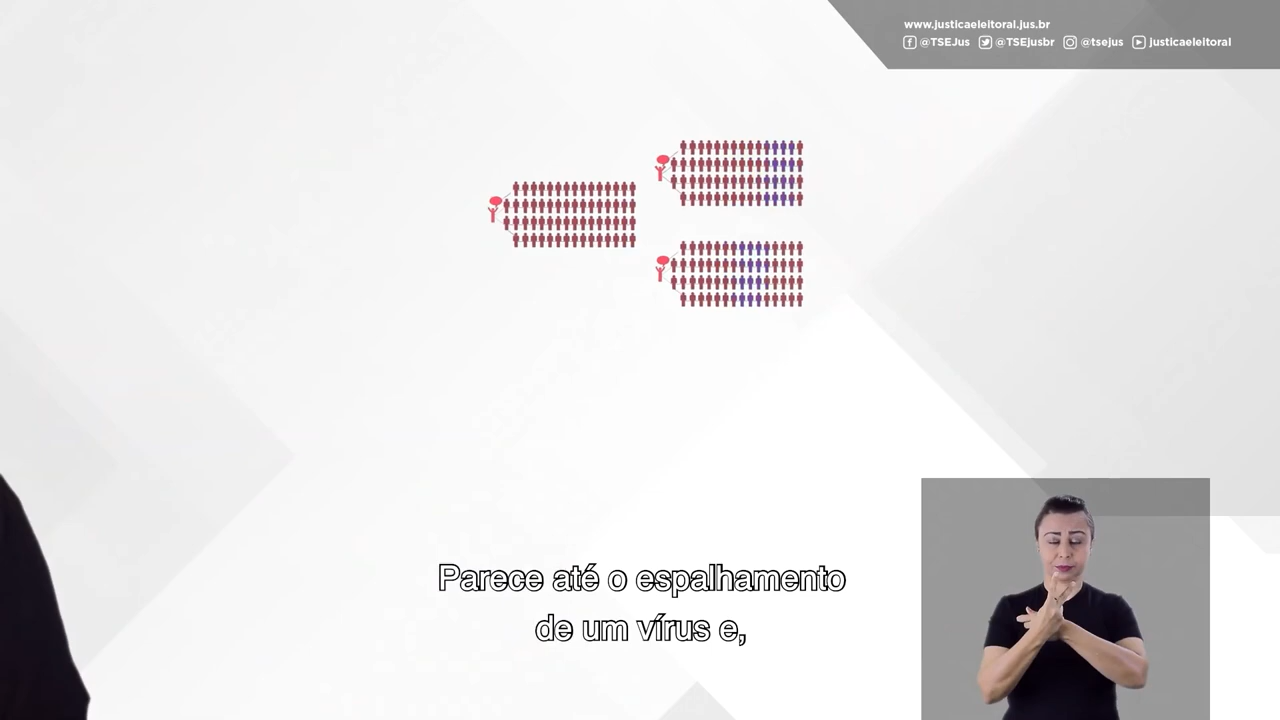 www.justicaeleitoral.jus.br
@TSEJus @TSEjusbr @tsejus justicaeleitoral
Parece até o espalhamento
de um vírus e,